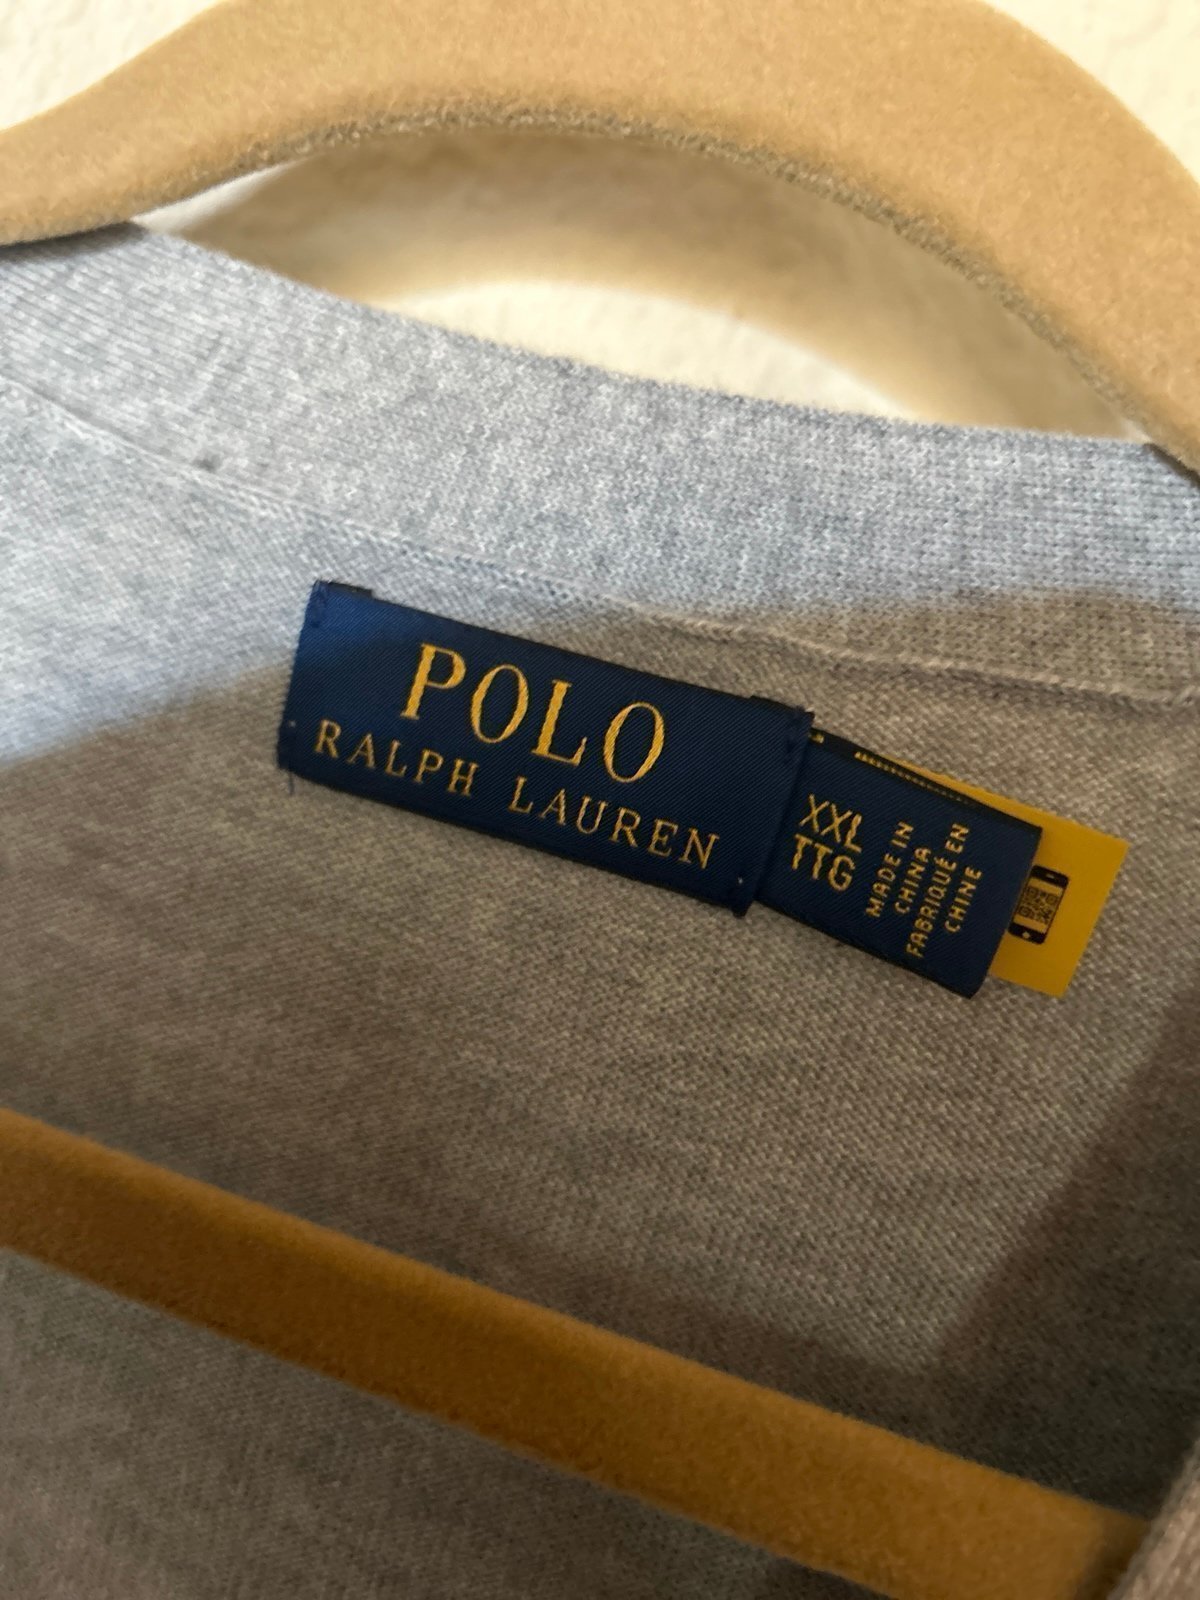 POLO
RALPH LAUREN
XXL
TTG
MADE IN
CHINA
FABRIQUÉ EN
CHINE